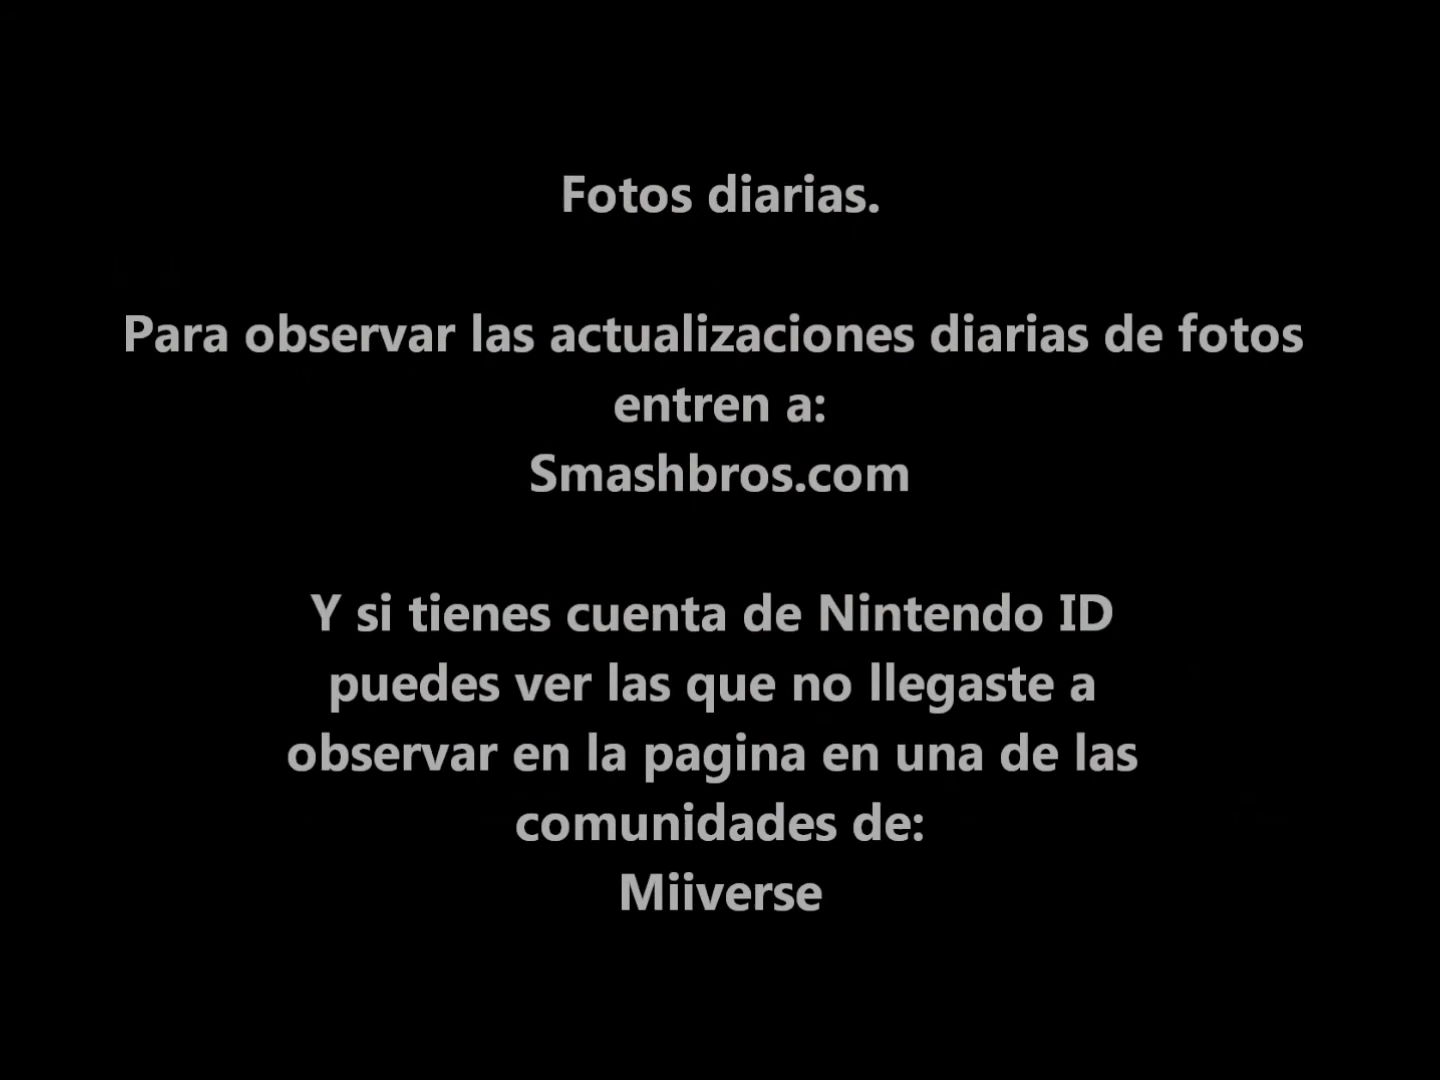 Fotos diarias.
Para observar las actualizaciones diarias de fotos
entren a:
Smashbros.com
Y si tienes cuenta de Nintendo ID
puedes ver las que no llegaste a
observar en la pagina en una de las
comunidades de:
Miiverse